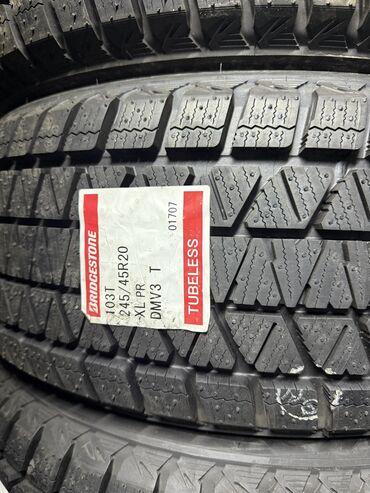 BRIDGESTONE
103T
245/45R20
XL PR
DMV3 T
01707
TUBELESS